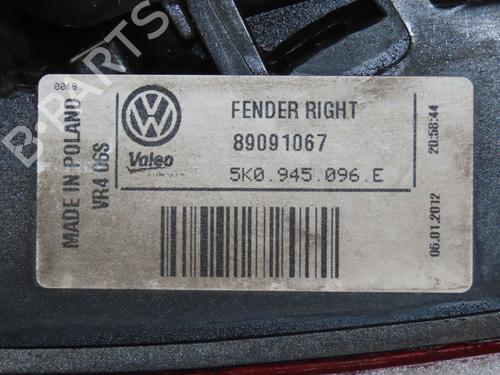 0068
MADE IN POLAND
VR4 06S
VW
Valeo
FENDER RIGHT
89091067
5K0.945.096.E
20:58:44
06.01.2012
B-PARTS